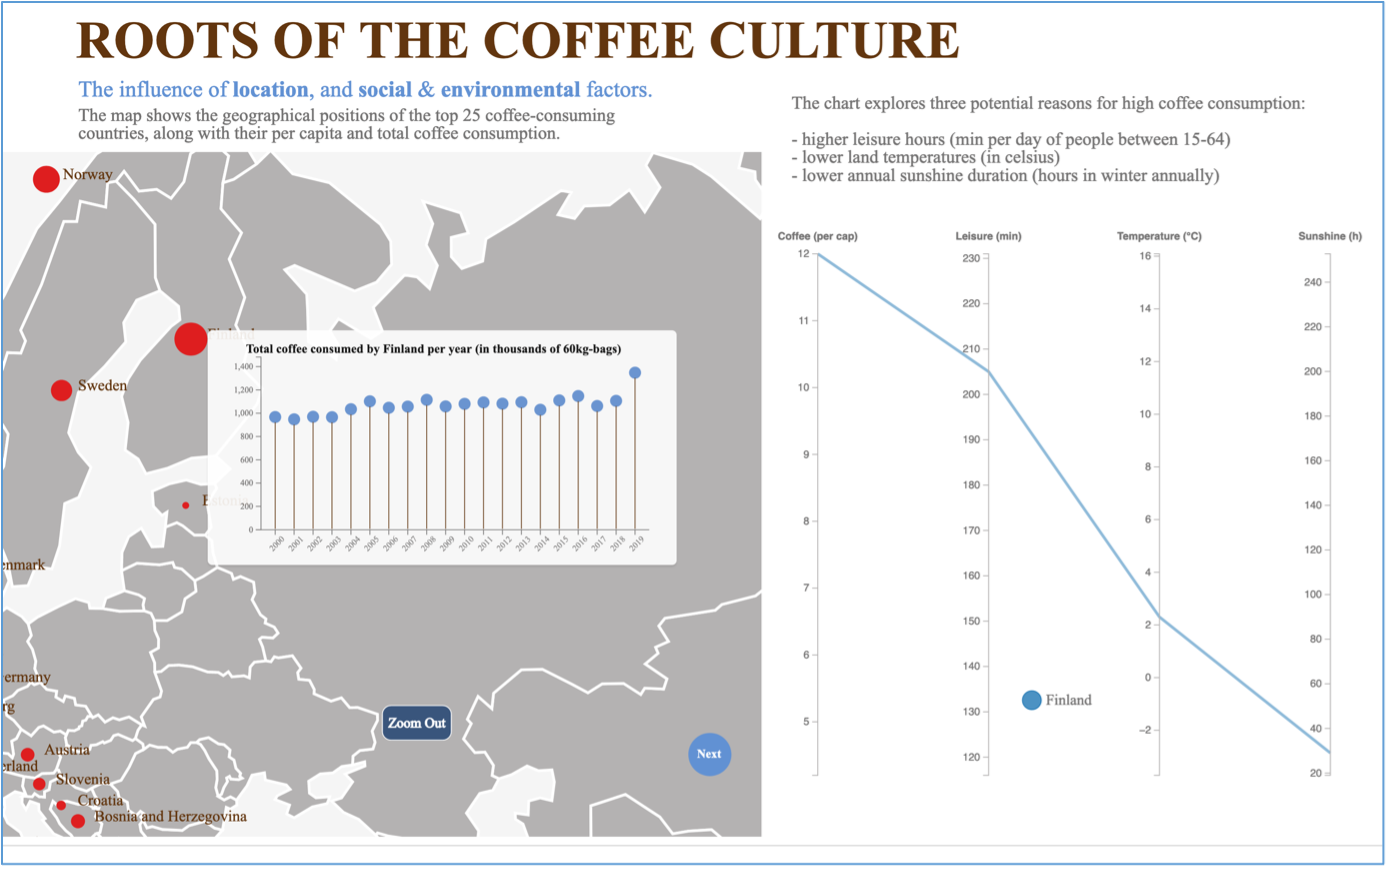 ROOTS OF THE COFFEE CULTURE
The influence of location, and social & environmental factors.
The map shows the geographical positions of the top 25 coffee-consuming
countries, along with their per capita and total coffee consumption.
The chart explores three potential reasons for high coffee consumption:
- higher leisure hours (min per day of people between 15-64)
- lower land temperatures (in celsius)
- lower annual sunshine duration (hours in winter annually)
Norway
Finland
Sweden
Estonia
enmark
ermany
rg
Austria
erland
Slovenia
Croatia
Bosnia and Herzegovina
Total coffee consumed by Finland per year (in thousands of 60kg-bags)
1,400
1,200
1,000
800
600
400
200
0
2000 2001 2002 2003 2004 2005 2006 2007 2008 2009 2010 2011 2012 2013 2014 2015 2016 2017 2018 2019
Zoom Out
Next
Coffee (per cap)
12
11
10
9
8
7
6
5
Leisure (min)
230
220
210
200
190
180
170
160
150
140
130
120
Temperature (°C)
16
14
12
10
8
6
4
2
0
−2
Sunshine (h)
240
220
200
180
160
140
120
100
80
60
40
20
Finland